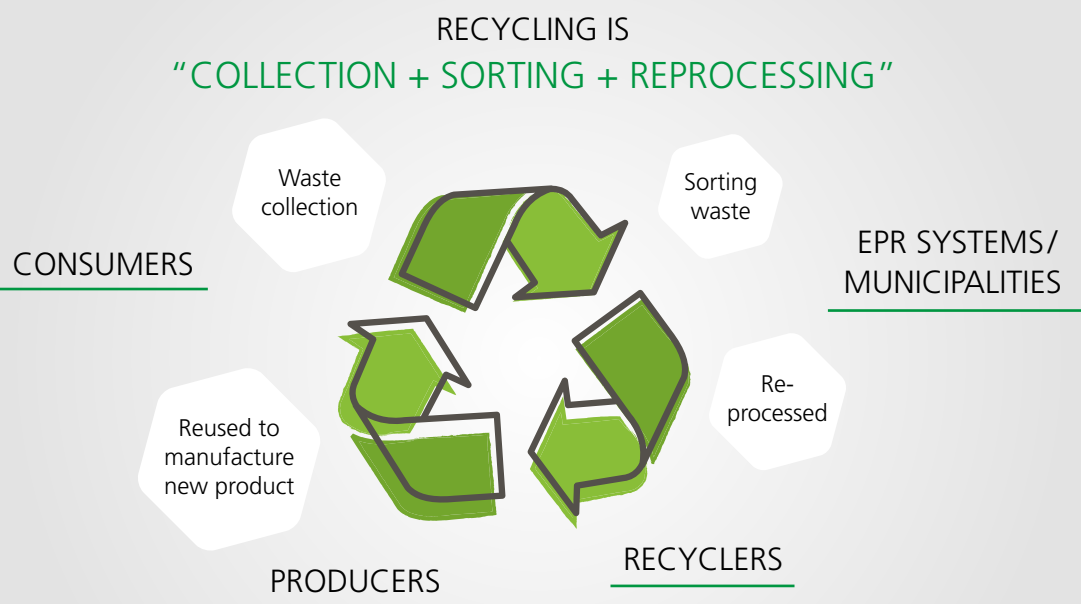 RECYCLING IS
“COLLECTION + SORTING + REPROCESSING”
Waste
collection
Sorting
waste
CONSUMERS
EPR SYSTEMS/
MUNICIPALITIES
Re-
processed
Reused to
manufacture
new product
RECYCLERS
PRODUCERS